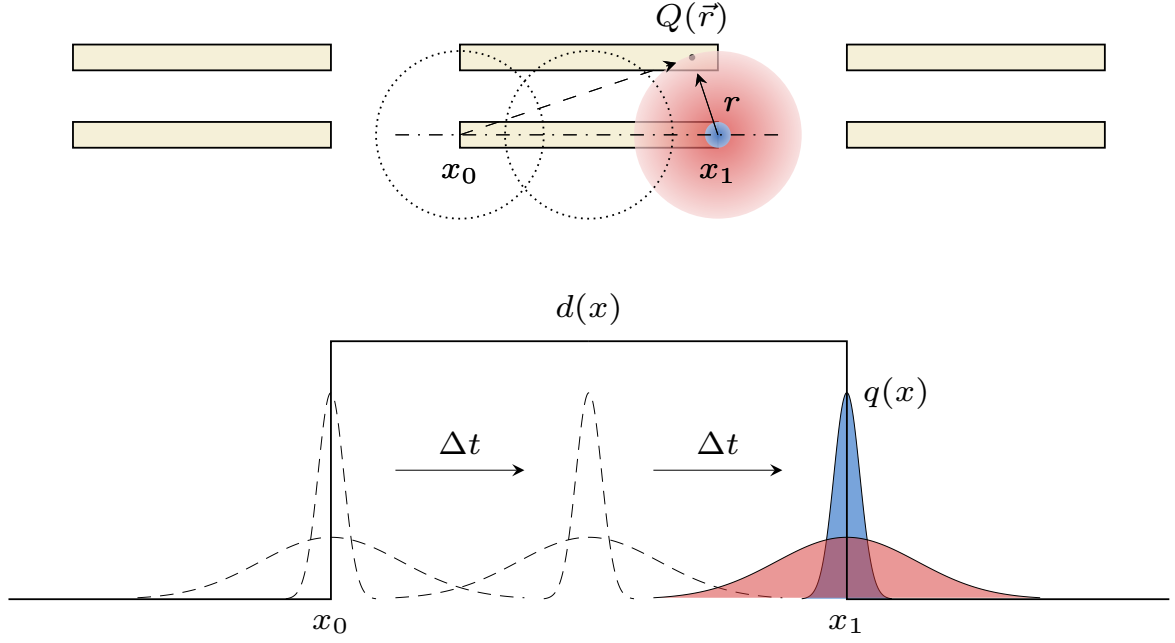 Q(r⃗)
r
x₀ x₁
d(x)
q(x)
Δt Δt
x₀ x₁